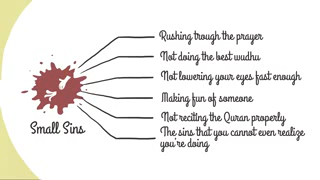 Rushing trough the prayer
Not doing the best wudhu
Not lowering your eyes fast enough
Making fun of someone
Small Sins
Not reciting the Quran properly
The sins that you cannot even realize
you're doing